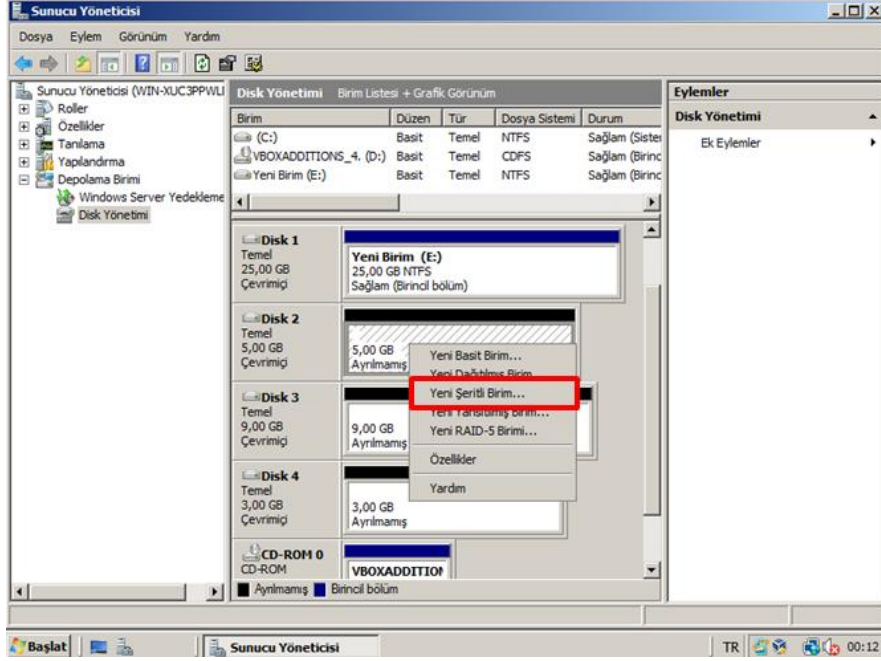 Sunucu Yöneticisi
Dosya Eylem Görünüm Yardım
Sunucu Yöneticisi (WIN-XUC3PPWLI
Roller
Özellikler
Tanılama
Yapılandırma
Depolama Birimi
Windows Server Yedekleme
Disk Yönetimi
Disk Yönetimi Birim Listesi + Grafik Görünüm
Birim Düzen Tür Dosya Sistemi Durum
(C:) Basit Temel NTFS Sağlam (Sister
VBOXADDITIONS_4. (D:) Basit Temel CDFS Sağlam (Birinc
Yeni Birim (E:) Basit Temel NTFS Sağlam (Birinc
Disk 1
Temel
25,00 GB
Çevrimiçi
Yeni Birim (E:)
25,00 GB NTFS
Sağlam (Birincil bölüm)
Disk 2
Temel
5,00 GB
Çevrimiçi
5,00 GB
Ayrılmamış
Yeni Basit Birim...
Yeni Dağıtılmış Birim...
Yeni Şeritli Birim...
Yeni Yansıtılmış Birim...
Yeni RAID-5 Birimi...
Özellikler
Yardım
Disk 3
Temel
9,00 GB
Çevrimiçi
9,00 GB
Ayrılmamış
Disk 4
Temel
3,00 GB
Çevrimiçi
3,00 GB
Ayrılmamış
CD-ROM 0
CD-ROM
VBOXADDITION
Ayrılmamış Birincil bölüm
Eylemler
Disk Yönetimi
Ek Eylemler
Başlat
Sunucu Yöneticisi
TR
00:12